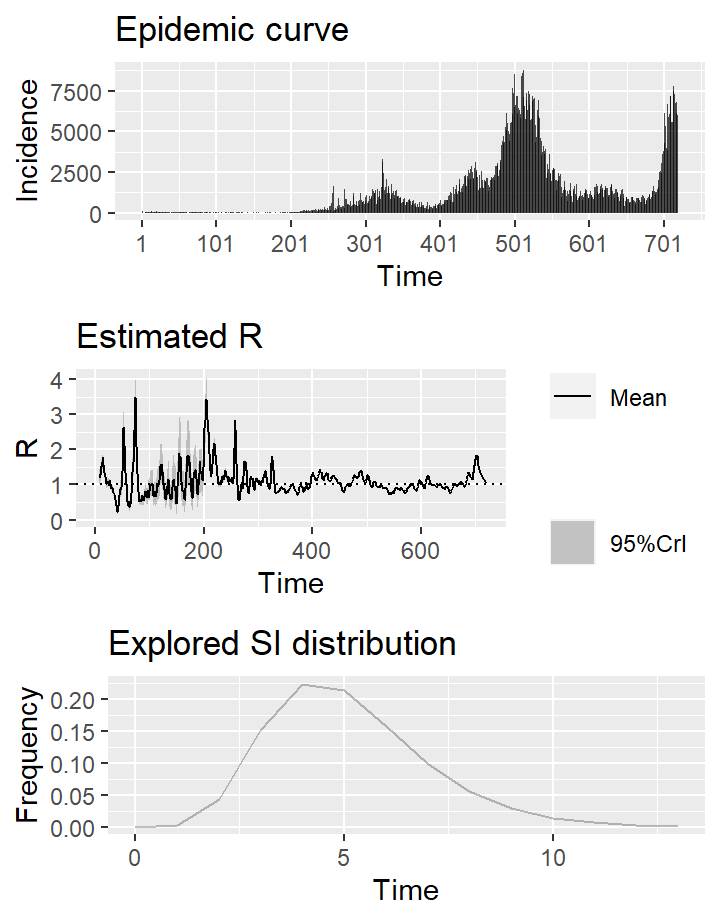 Epidemic curve
Incidence
7500
5000
2500
0
1 101 201 301 401 501 601 701
Time
Estimated R
R
4
3
2
1
0
0 200 400 600
Time
Mean
95%CrI
Explored SI distribution
Frequency
0.20
0.15
0.10
0.05
0.00
0 5 10
Time